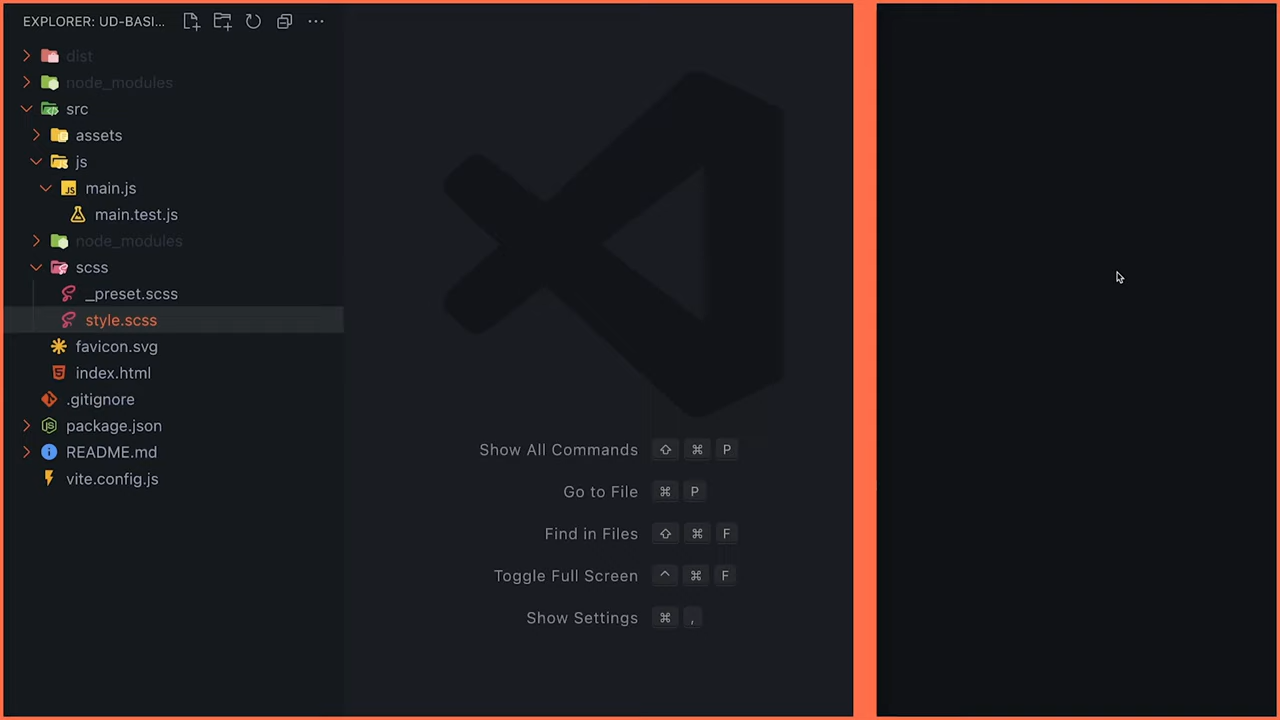 EXPLORER: UD-BASI...
dist
node_modules
src
assets
js
JS main.js
main.test.js
node_modules
scss
_preset.scss
style.scss
favicon.svg
index.html
.gitignore
package.json
README.md
vite.config.js
Show All Commands ⇧ ⌘ P
Go to File ⌘ P
Find in Files ⇧ ⌘ F
Toggle Full Screen ^ ⌘ F
Show Settings ⌘ ,